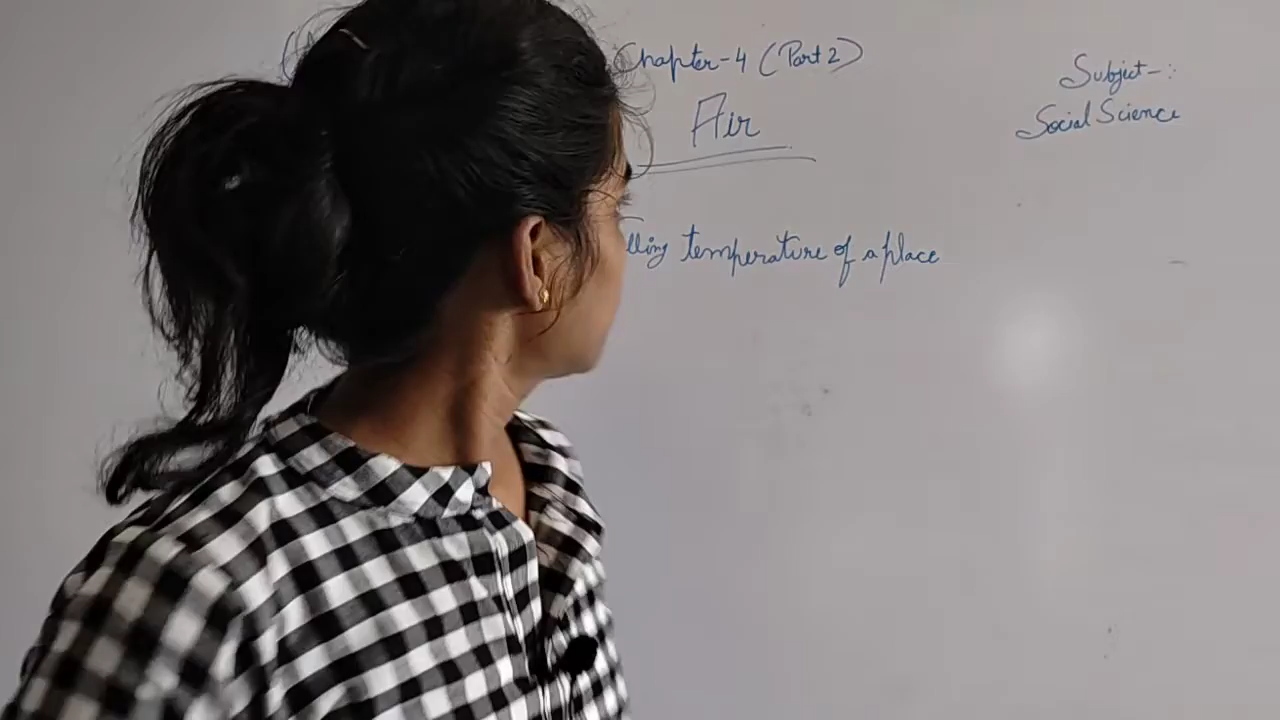 Chapter-4 (Part 2)
Air
Subject-:
Social Science
temperature of a place